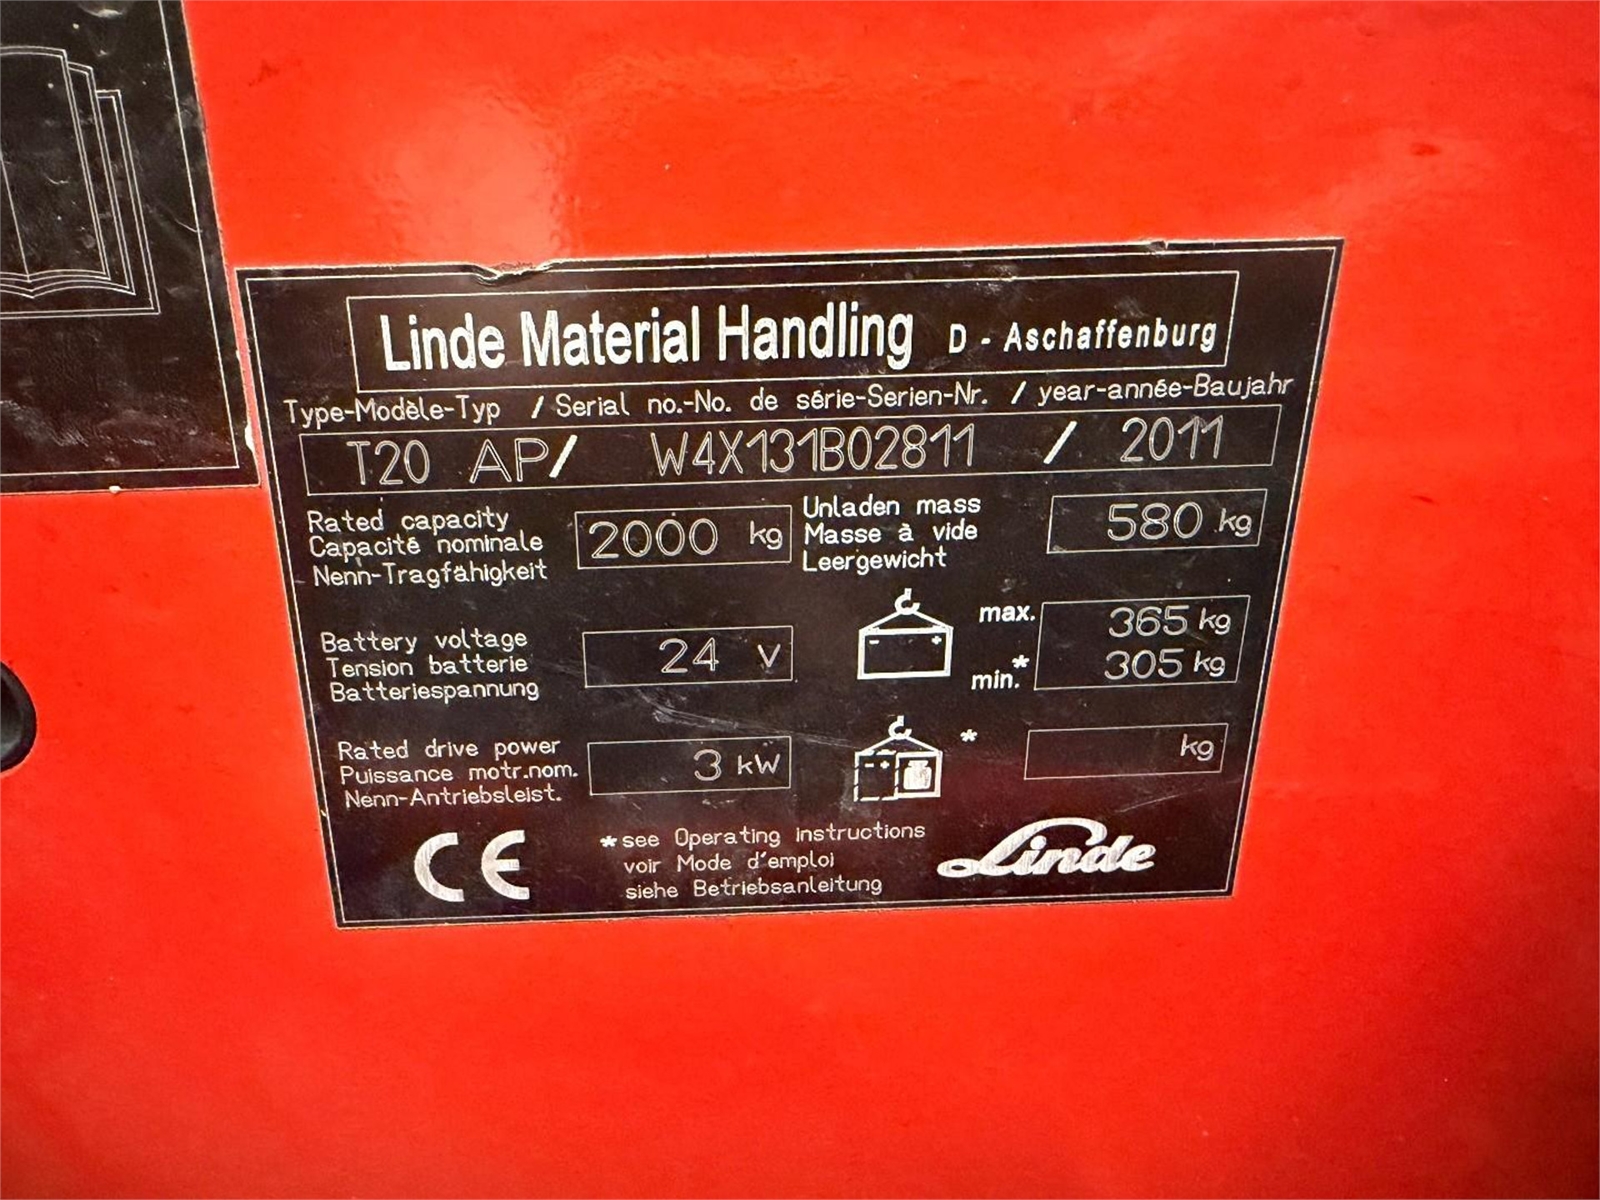 Linde Material Handling D - Aschaffenburg
Type-Modèle-Typ / Serial no.-No. de série-Serien-Nr. / year-année-Baujahr
T20 AP/ W4X131B02811 / 2011
Rated capacity
Capacité nominale
Nenn-Tragfähigkeit
2000 kg
Unladen mass
Masse à vide
Leergewicht
580 kg
Battery voltage
Tension batterie
Batteriespannung
24 V
- +
max. 365 kg
min.* 305 kg
Rated drive power
Puissance motr.nom.
Nenn-Antriebsleist.
3 kW
- +
* kg
CE
*see Operating instructions
voir Mode d'emploi
siehe Betriebsanleitung
Linde